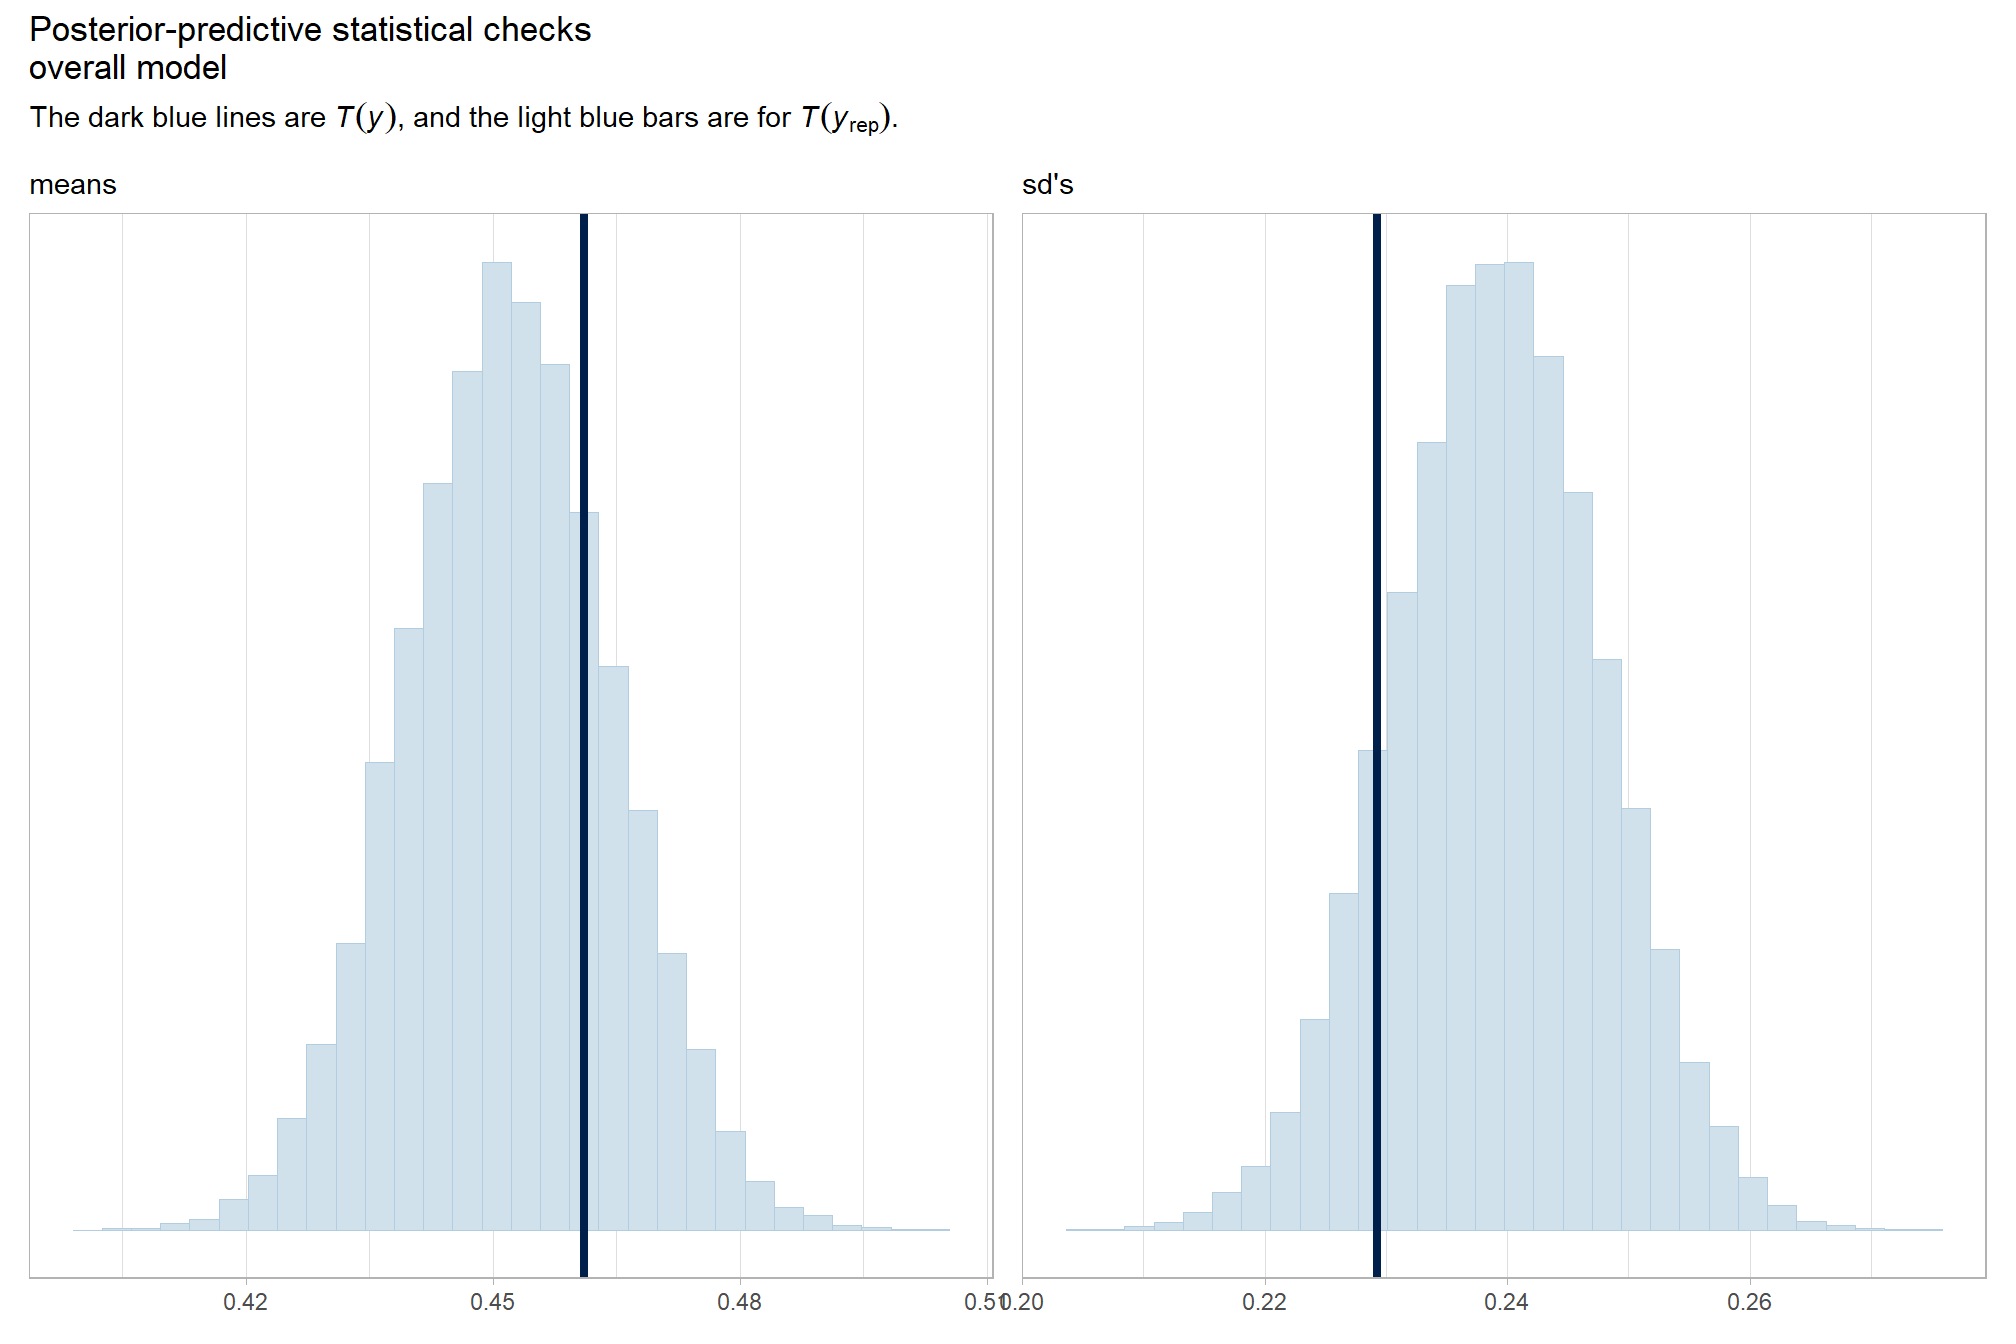 Posterior-predictive statistical checks
overall model
The dark blue lines are T(y), and the light blue bars are for T(yrep).
means
sd's
0.42 0.45 0.48 0.51
0.20 0.22 0.24 0.26